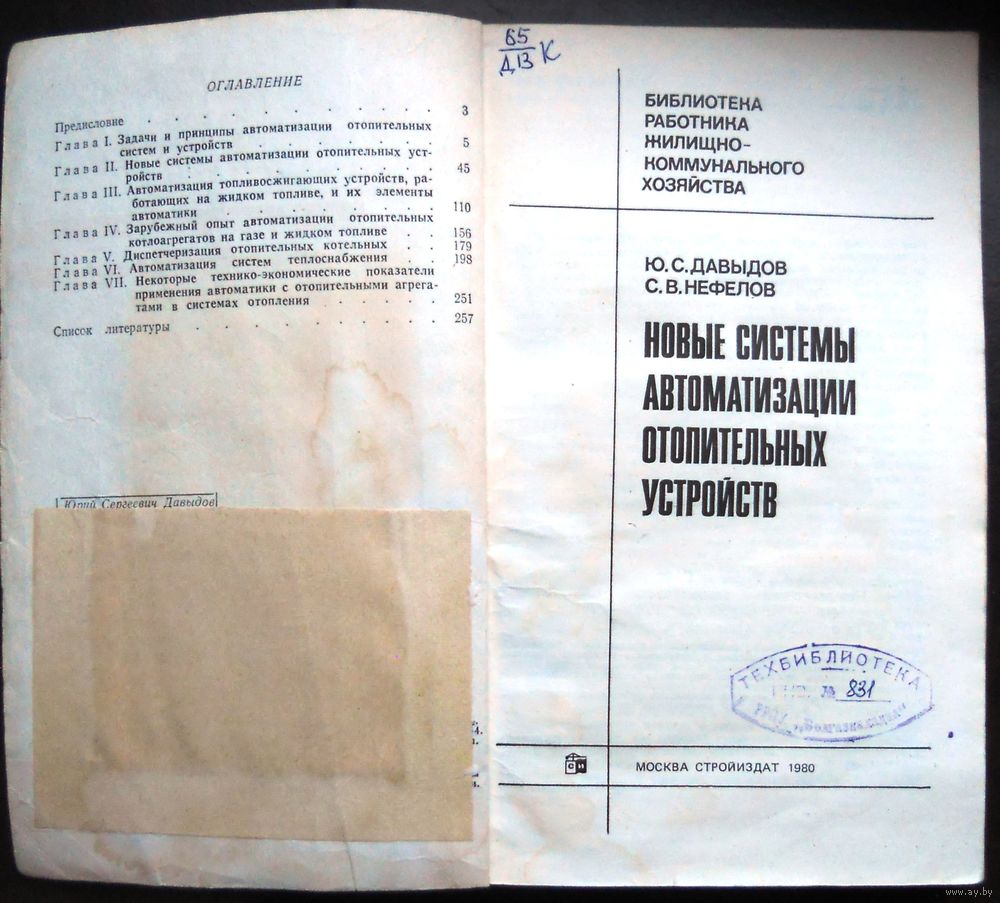 ОГЛАВЛЕНИЕ
Предисловие . . . . . . . . . . 3
Глава I. Задачи и принципы автоматизации отопительных
систем и устройств . . . . . . . 5
Глава II. Новые системы автоматизации отопительных уст-
ройств . . . . . . . . . 45
Глава III. Автоматизация топливосжигающих устройств, ра-
ботающих на жидком топливе, и их элементы
автоматики . . . . . . . . 110
Глава IV. Зарубежный опыт автоматизации отопительных
котлоагрегатов на газе и жидком топливе . . 156
Глава V. Диспетчеризация отопительных котельных . . 179
Глава VI. Автоматизация систем теплоснабжения . . 198
Глава VII. Некоторые технико-экономические показатели
применения автоматики с отопительными агрега-
тами в системах отопления . . . . . 251
Список литературы . . . . . . . . . 257
Юрий Сергеевич Давыдов
65
Д13 К
БИБЛИОТЕКА
РАБОТНИКА
ЖИЛИЩНО-
КОММУНАЛЬНОГО
ХОЗЯЙСТВА
Ю.С.ДАВЫДОВ
С.В.НЕФЕЛОВ
НОВЫЕ СИСТЕМЫ
АВТОМАТИЗАЦИИ
ОТОПИТЕЛЬНЫХ
УСТРОЙСТВ
ТЕХБИБЛИОТЕКА
№ 831
МОСКВА СТРОЙИЗДАТ 1980
www.ay.by